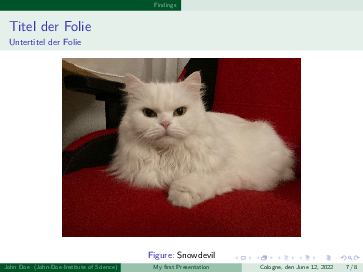 Findings
Titel der Folie
Untertitel der Folie
Figure: Snowdevil
John Doe (John-Doe-Institute of Science) My first Presentation Cologne, den June 12, 2022 7 / 8